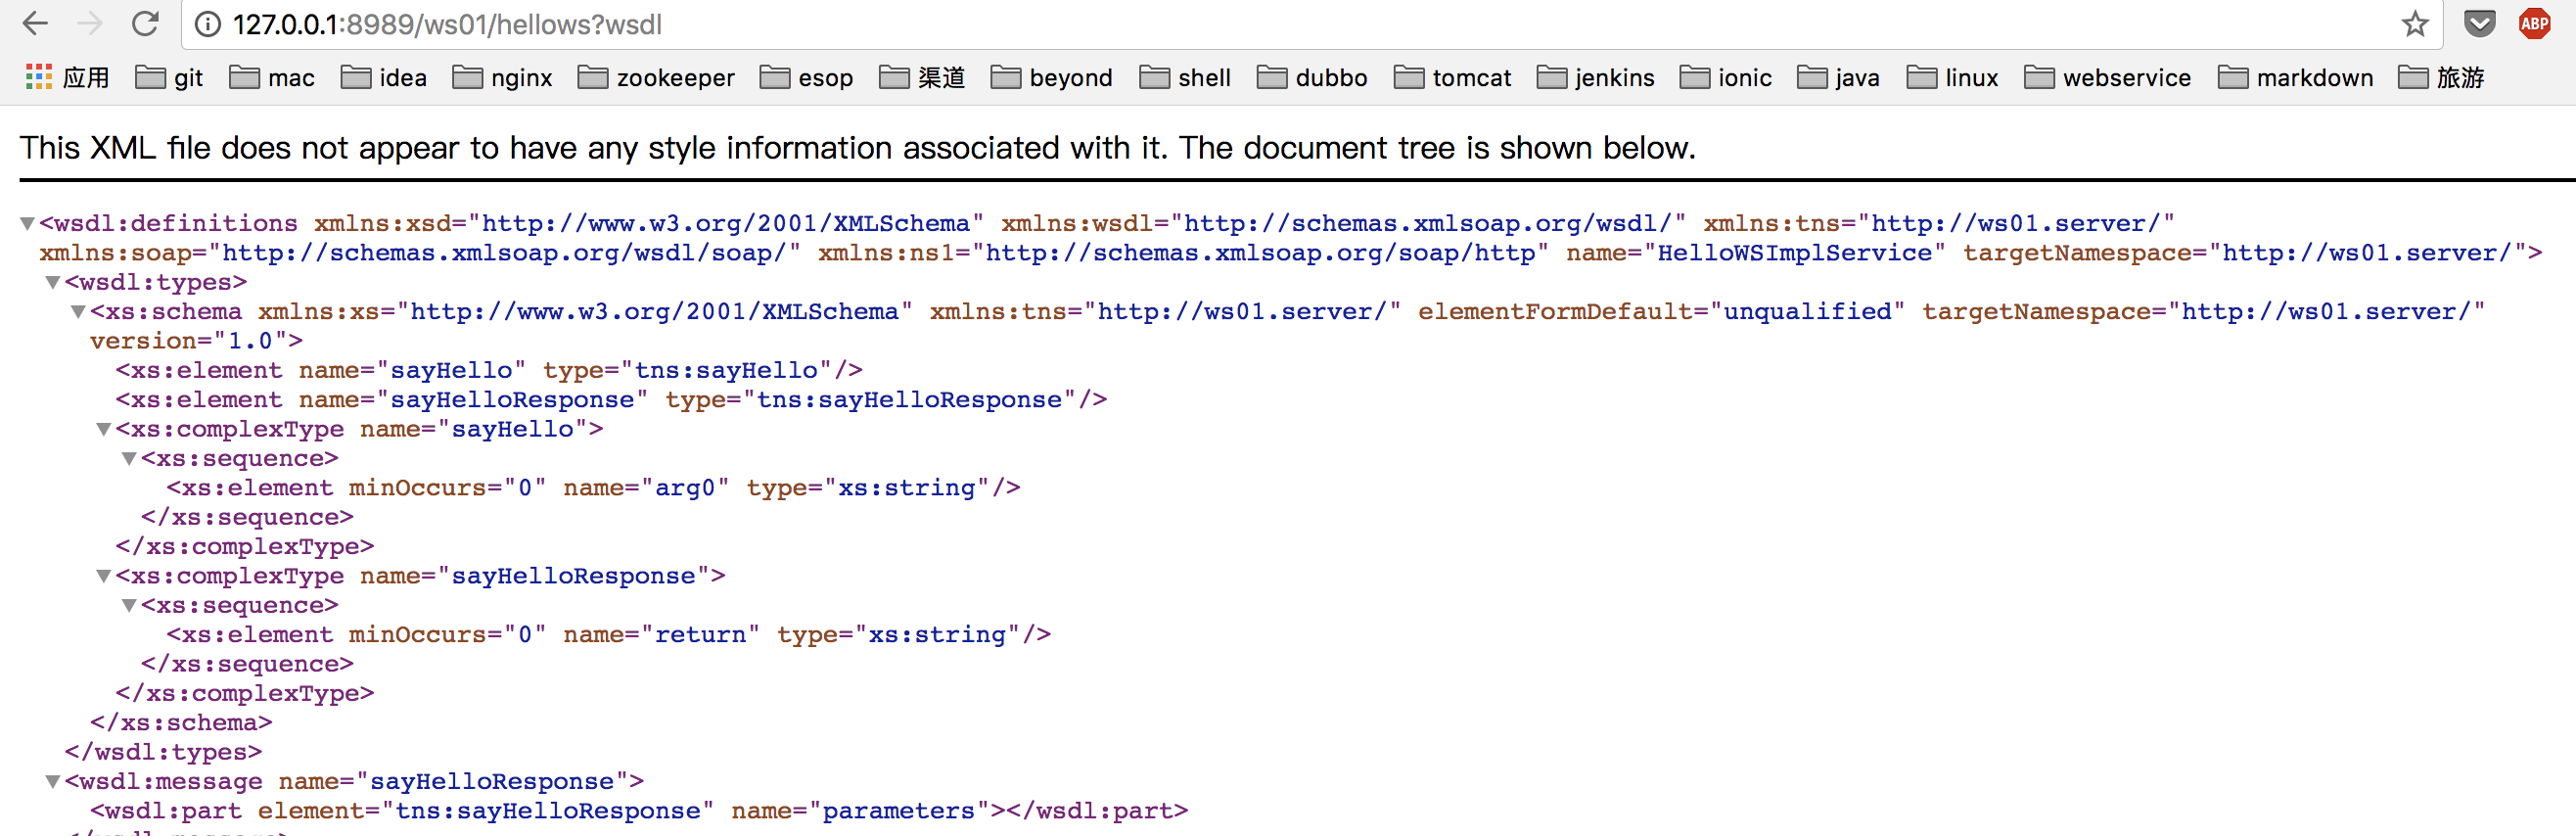 127.0.0.1:8989/ws01/hellows?wsdl
ABP
应用 git mac idea nginx zookeeper esop 渠道 beyond shell dubbo tomcat jenkins ionic java linux webservice markdown 旅游
This XML file does not appear to have any style information associated with it. The document tree is shown below.
▼<wsdl:definitions xmlns:xsd="http://www.w3.org/2001/XMLSchema" xmlns:wsdl="http://schemas.xmlsoap.org/wsdl/" xmlns:tns="http://ws01.server/"
xmlns:soap="http://schemas.xmlsoap.org/wsdl/soap/" xmlns:ns1="http://schemas.xmlsoap.org/soap/http" name="HelloWSImplService" targetNamespace="http://ws01.server/">
▼<wsdl:types>
▼<xs:schema xmlns:xs="http://www.w3.org/2001/XMLSchema" xmlns:tns="http://ws01.server/" elementFormDefault="unqualified" targetNamespace="http://ws01.server/"
version="1.0">
<xs:element name="sayHello" type="tns:sayHello"/>
<xs:element name="sayHelloResponse" type="tns:sayHelloResponse"/>
▼<xs:complexType name="sayHello">
▼<xs:sequence>
<xs:element minOccurs="0" name="arg0" type="xs:string"/>
</xs:sequence>
</xs:complexType>
▼<xs:complexType name="sayHelloResponse">
▼<xs:sequence>
<xs:element minOccurs="0" name="return" type="xs:string"/>
</xs:sequence>
</xs:complexType>
</xs:schema>
</wsdl:types>
▼<wsdl:message name="sayHelloResponse">
<wsdl:part element="tns:sayHelloResponse" name="parameters"></wsdl:part>